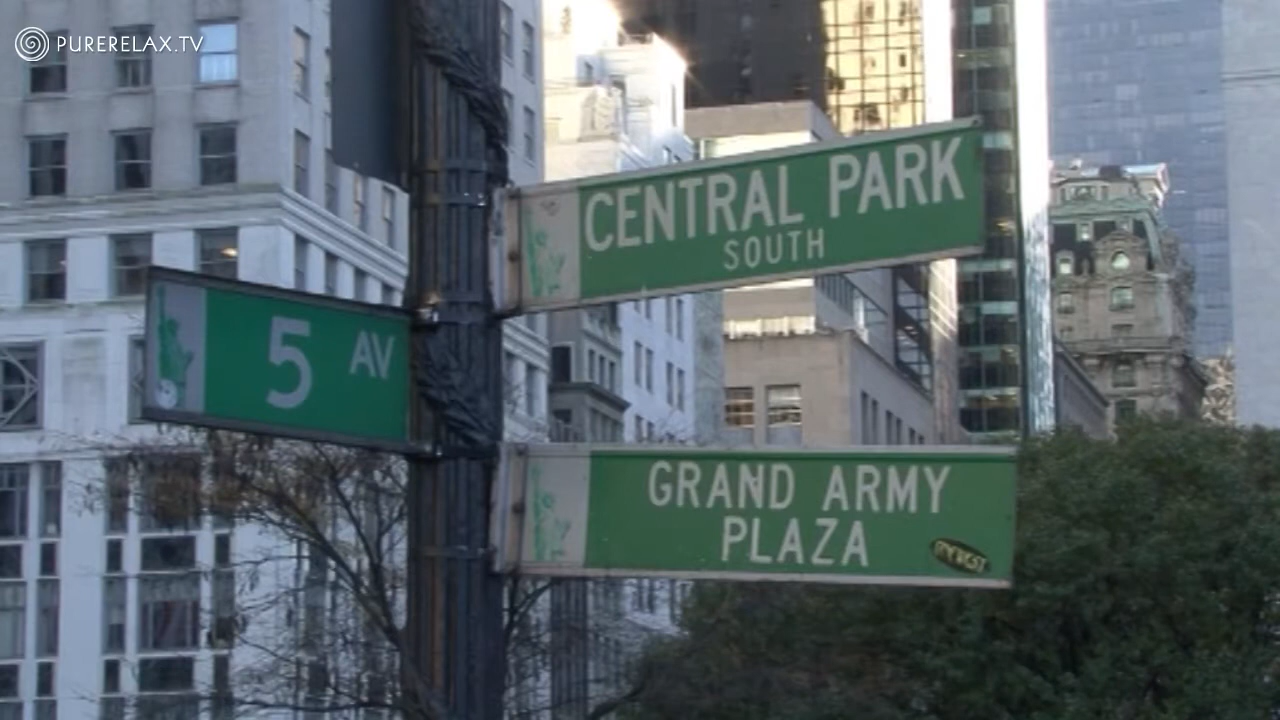 PURERELAX.TV
CENTRAL PARK
SOUTH
5 AV
GRAND ARMY
PLAZA